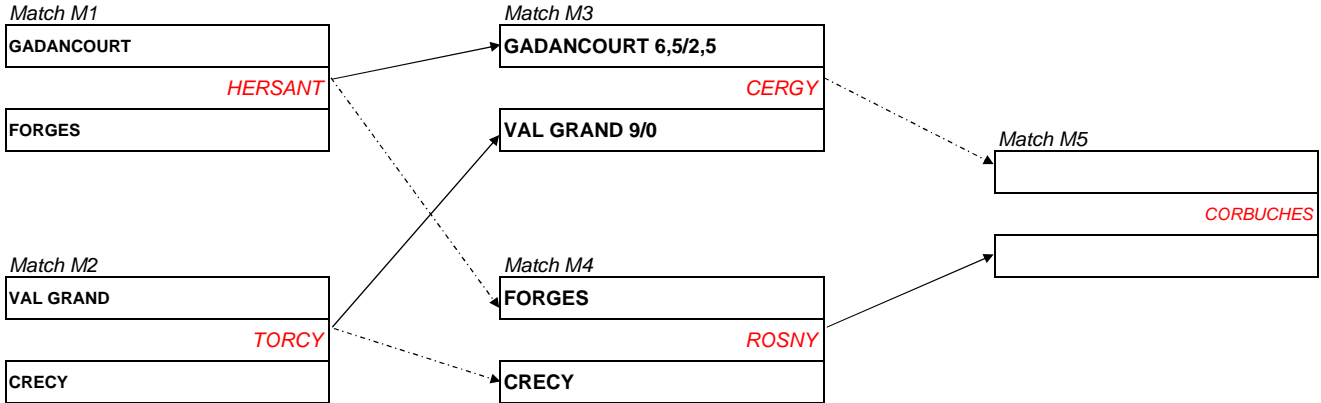 Match M1
GADANCOURT
HERSANT
FORGES
Match M2
VAL GRAND
TORCY
CRECY
Match M3
GADANCOURT 6,5/2,5
CERGY
VAL GRAND 9/0
Match M4
FORGES
ROSNY
CRECY
Match M5
CORBUCHES